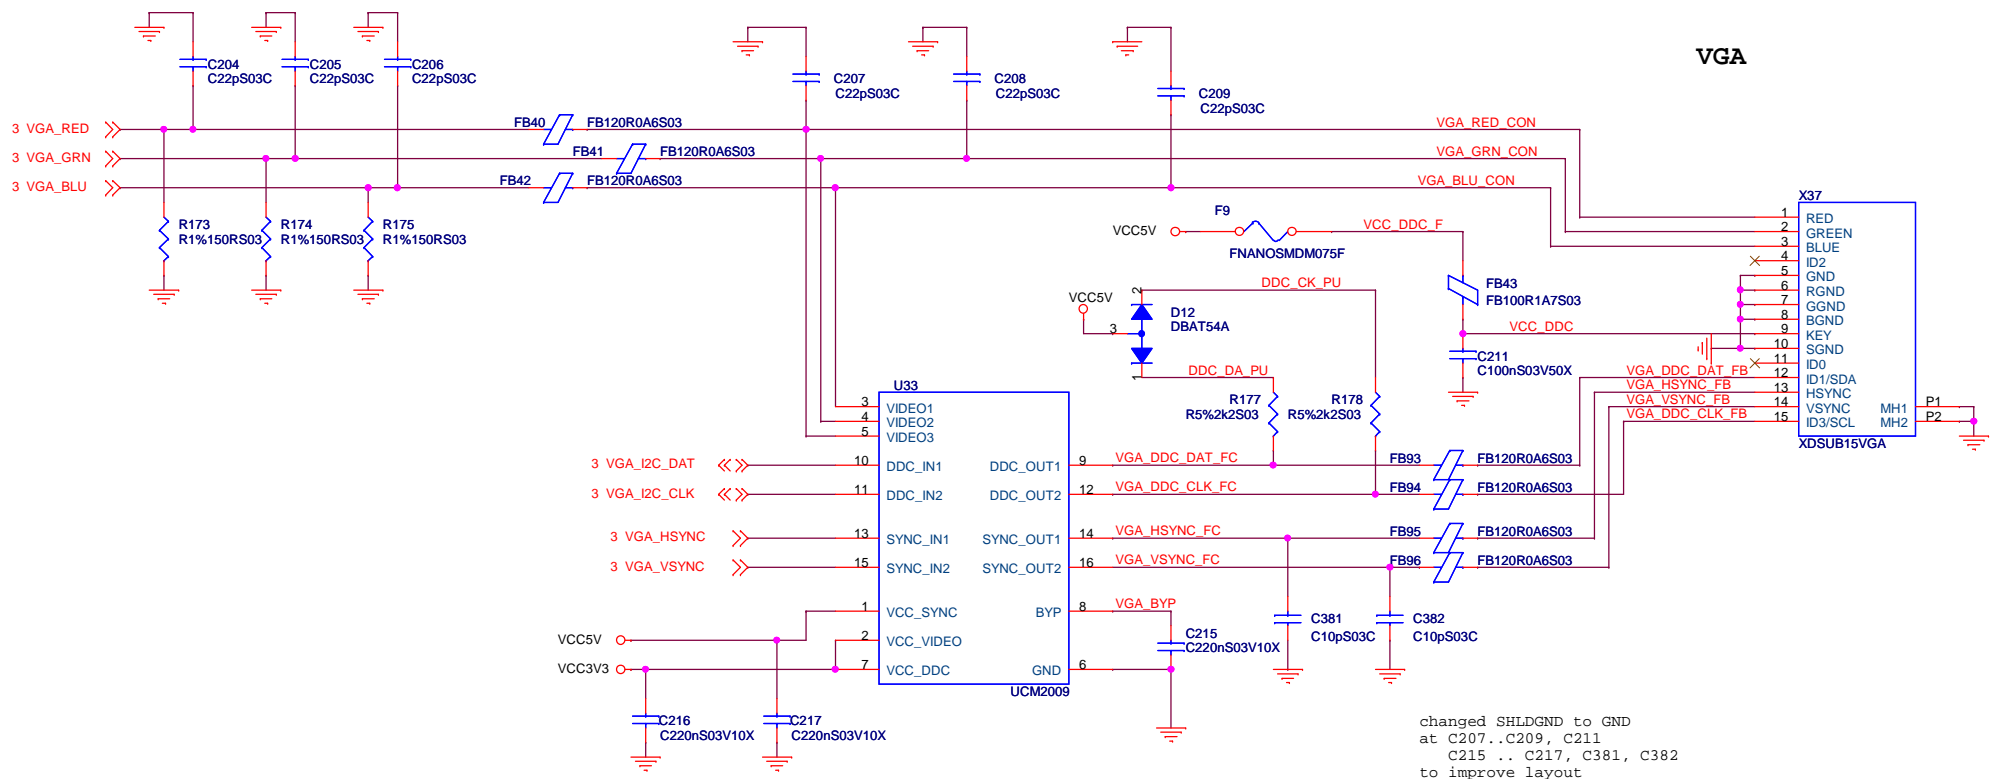 VGA
C204
C22pS03C
C205
C22pS03C
C206
C22pS03C
C207
C22pS03C
C208
C22pS03C
C209
C22pS03C
3 VGA_RED
FB40
FB120R0A6S03
VGA_RED_CON
3 VGA_GRN
FB41
FB120R0A6S03
VGA_GRN_CON
3 VGA_BLU
FB42
FB120R0A6S03
VGA_BLU_CON
R173
R1%150RS03
R174
R1%150RS03
R175
R1%150RS03
F9
VCC5V
FNANOSMDM075F
VCC_DDC_F
FB43
FB100R1A7S03
VCC_DDC
C211
C100nS03V50X
VCC5V
DDC_CK_PU
2
3
1
D12
DBAT54A
DDC_DA_PU
R177
R5%2k2S03
R178
R5%2k2S03
X37
1 RED
2 GREEN
3 BLUE
4 ID2
5 GND
6 RGND
7 GGND
8 BGND
9 KEY
10 SGND
11 ID0
VGA_DDC_DAT_FB 12 ID1/SDA
VGA_HSYNC_FB 13 HSYNC
VGA_VSYNC_FB 14 VSYNC
VGA_DDC_CLK_FB 15 ID3/SCL
MH1 P1
MH2 P2
XDSUB15VGA
U33
3 VIDEO1
4 VIDEO2
5 VIDEO3
3 VGA_I2C_DAT 10 DDC_IN1
DDC_OUT1 9 VGA_DDC_DAT_FC
FB93 FB120R0A6S03
3 VGA_I2C_CLK 11 DDC_IN2
DDC_OUT2 12 VGA_DDC_CLK_FC
FB94 FB120R0A6S03
3 VGA_HSYNC 13 SYNC_IN1
SYNC_OUT1 14 VGA_HSYNC_FC
FB95 FB120R0A6S03
3 VGA_VSYNC 15 SYNC_IN2
SYNC_OUT2 16 VGA_VSYNC_FC
FB96 FB120R0A6S03
1 VCC_SYNC
BYP 8 VGA_BYP
VCC5V
2 VCC_VIDEO
VCC3V3
7 VCC_DDC
GND 6
UCM2009
C215
C220nS03V10X
C381
C10pS03C
C382
C10pS03C
C216
C220nS03V10X
C217
C220nS03V10X
changed SHLDGND to GND
at C207..C209, C211
C215 .. C217, C381, C382
to improve layout